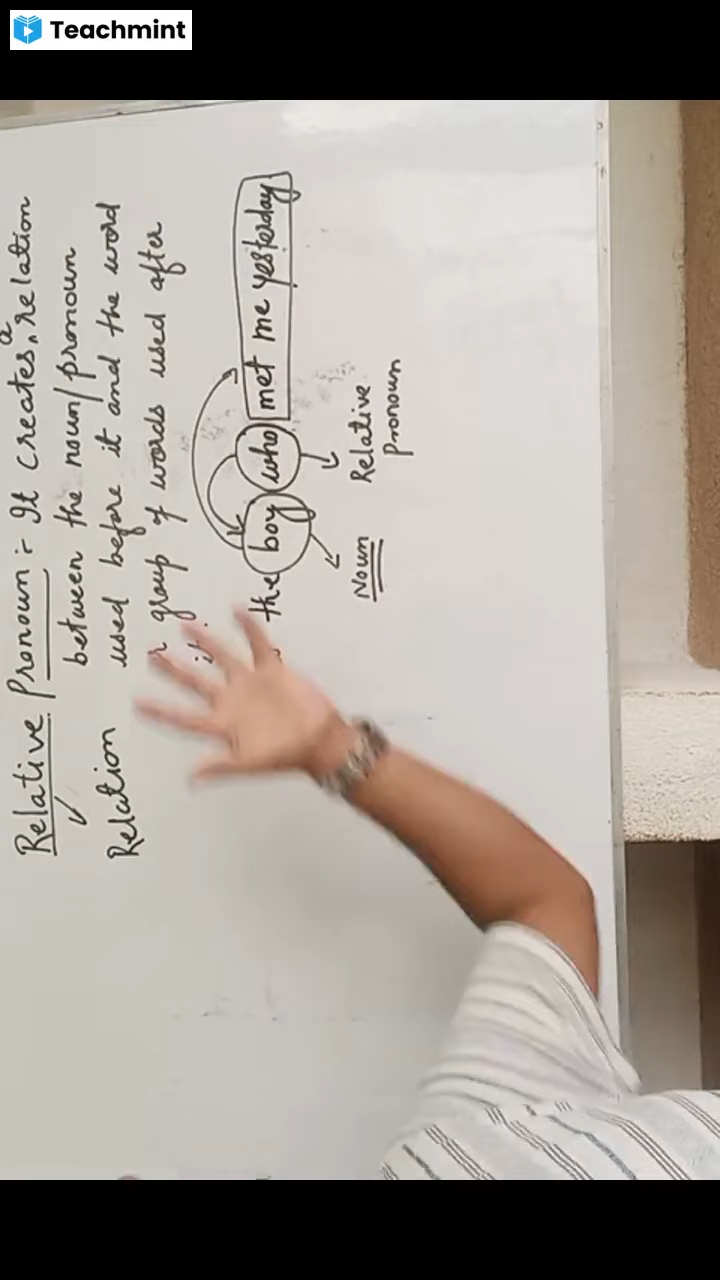 Teachmint
Relative Pronoun :- It creates a relation
between the noun/pronoun
Relation used before it and the word
group of words used after
it.
the boy who met me yesterday
Noun
Relative
Pronoun